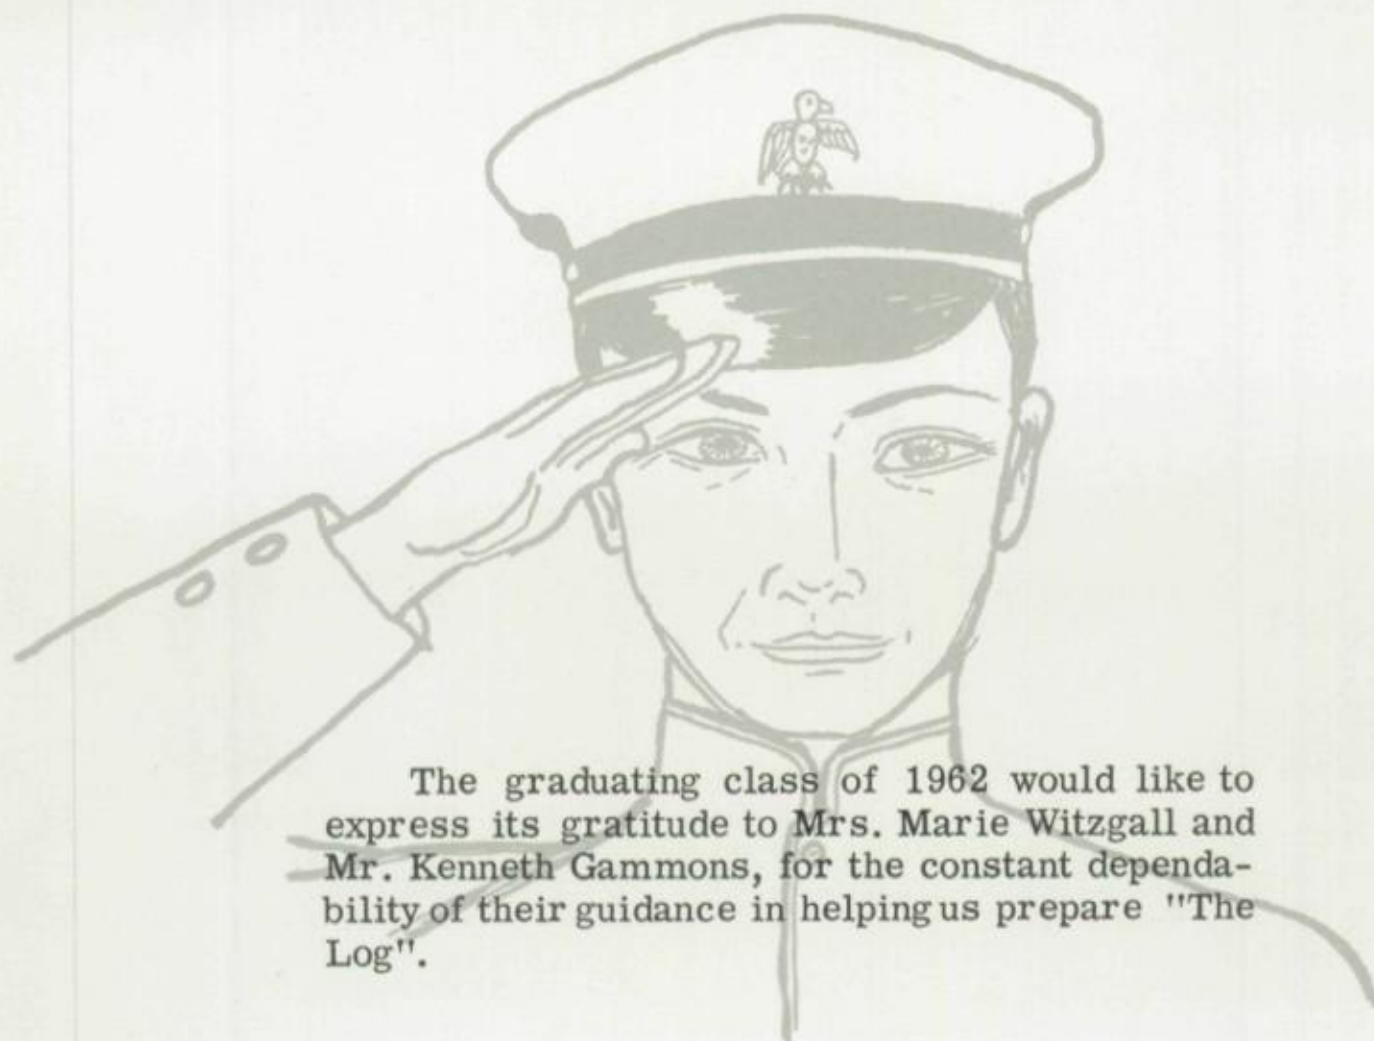 The graduating class of 1962 would like to
express its gratitude to Mrs. Marie Witzgall and
Mr. Kenneth Gammons, for the constant dependa-
bility of their guidance in helping us prepare "The
Log".